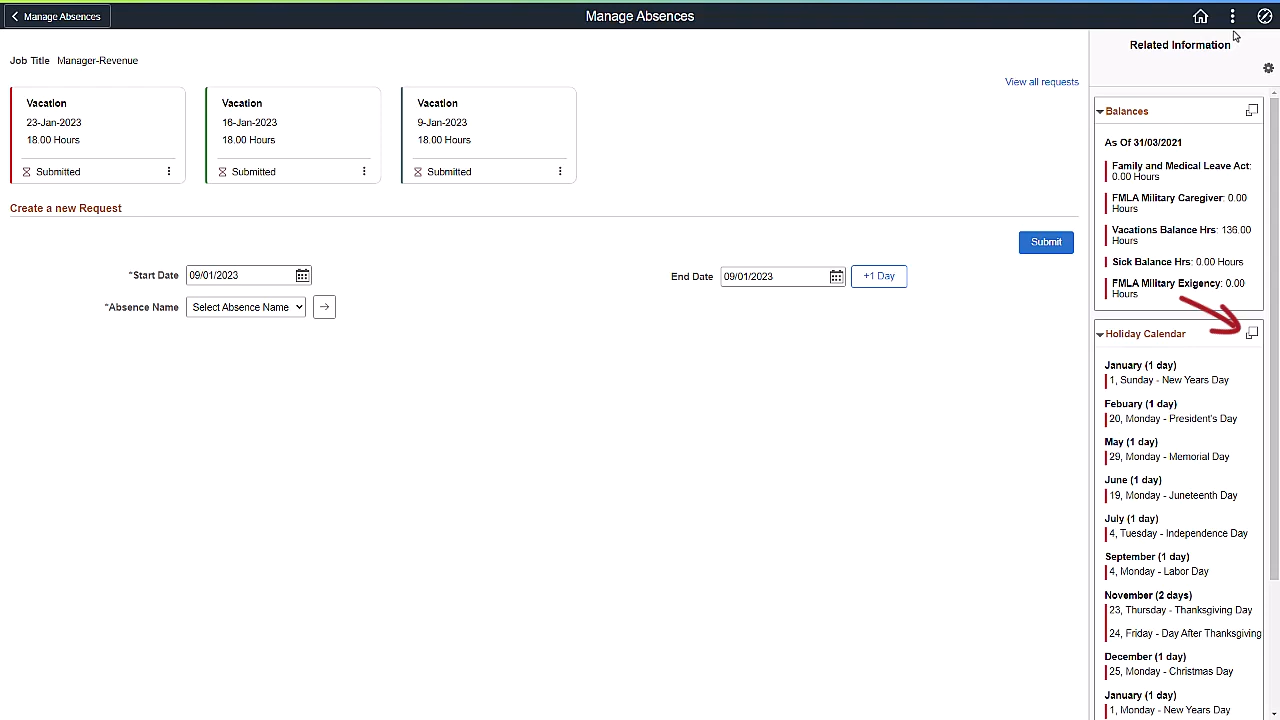 Manage Absences
Manage Absences
Related Information
Job Title Manager-Revenue
View all requests
Vacation
23-Jan-2023
18.00 Hours
Submitted
Vacation
16-Jan-2023
18.00 Hours
Submitted
Vacation
9-Jan-2023
18.00 Hours
Submitted
Create a new Request
Submit
*Start Date 09/01/2023
End Date 09/01/2023 +1 Day
*Absence Name Select Absence Name
Balances
As Of 31/03/2021
Family and Medical Leave Act:
0.00 Hours
FMLA Military Caregiver: 0.00
Hours
Vacations Balance Hrs: 136.00
Hours
Sick Balance Hrs: 0.00 Hours
FMLA Military Exigency: 0.00
Hours
Holiday Calendar
January (1 day)
1, Sunday - New Years Day
Febuary (1 day)
20, Monday - President's Day
May (1 day)
29, Monday - Memorial Day
June (1 day)
19, Monday - Juneteenth Day
July (1 day)
4, Tuesday - Independence Day
September (1 day)
4, Monday - Labor Day
November (2 days)
23, Thursday - Thanksgiving Day
24, Friday - Day After Thanksgiving
December (1 day)
25, Monday - Christmas Day
January (1 day)
1, Monday - New Years Day